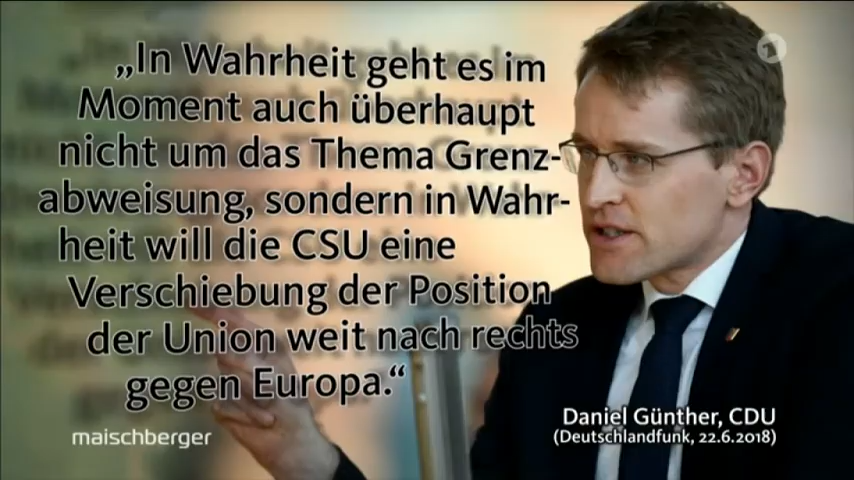 „In Wahrheit geht es im
Moment auch überhaupt
nicht um das Thema Grenz-
abweisung, sondern in Wahr-
heit will die CSU eine
Verschiebung der Position
der Union weit nach rechts
gegen Europa.“
Daniel Günther, CDU
(Deutschlandfunk, 22.6.2018)
maischberger
1